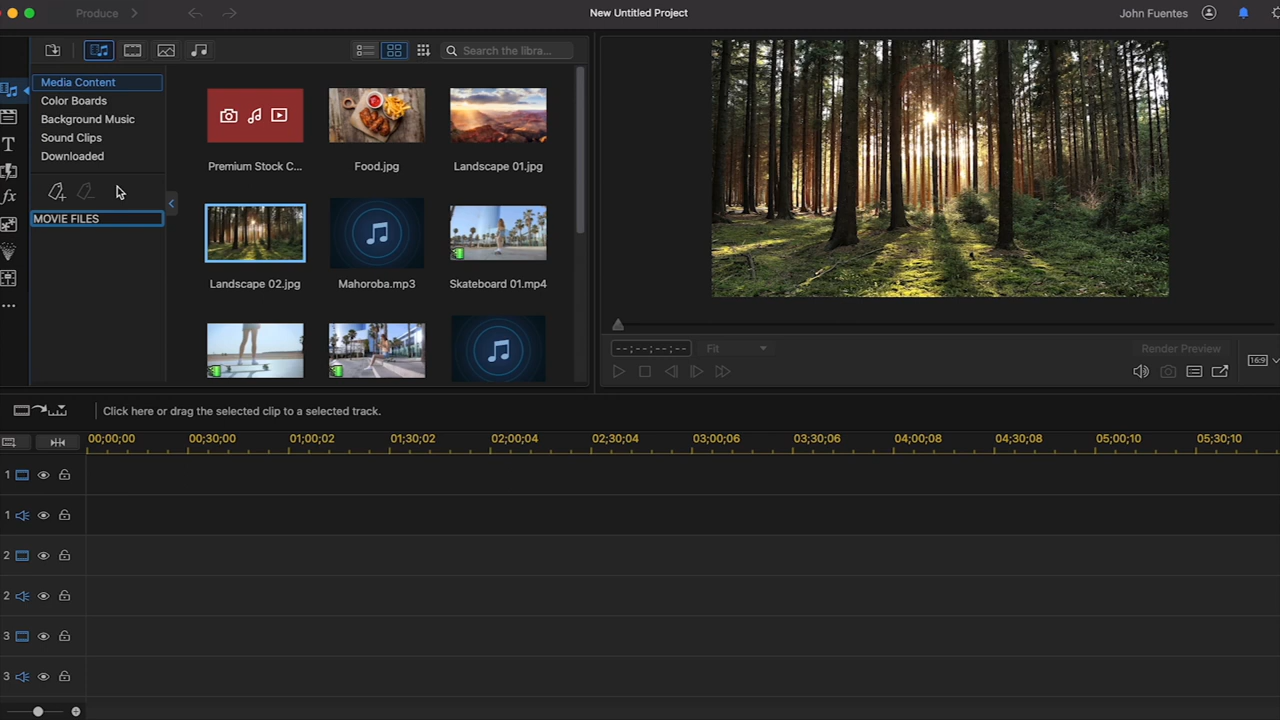 Produce
New Untitled Project
John Fuentes
Search the libra...
Media Content
Color Boards
Background Music
Sound Clips
Downloaded
MOVIE FILES
Premium Stock C...
Food.jpg
Landscape 01.jpg
Landscape 02.jpg
Mahoroba.mp3
Skateboard 01.mp4
--;--;--;--
Fit
Render Preview
16:9
Click here or drag the selected clip to a selected track.
00;00;00
00;30;00
01;00;02
01;30;02
02;00;04
02;30;04
03;00;06
03;30;06
04;00;08
04;30;08
05;00;10
05;30;10
1
1
2
2
3
3